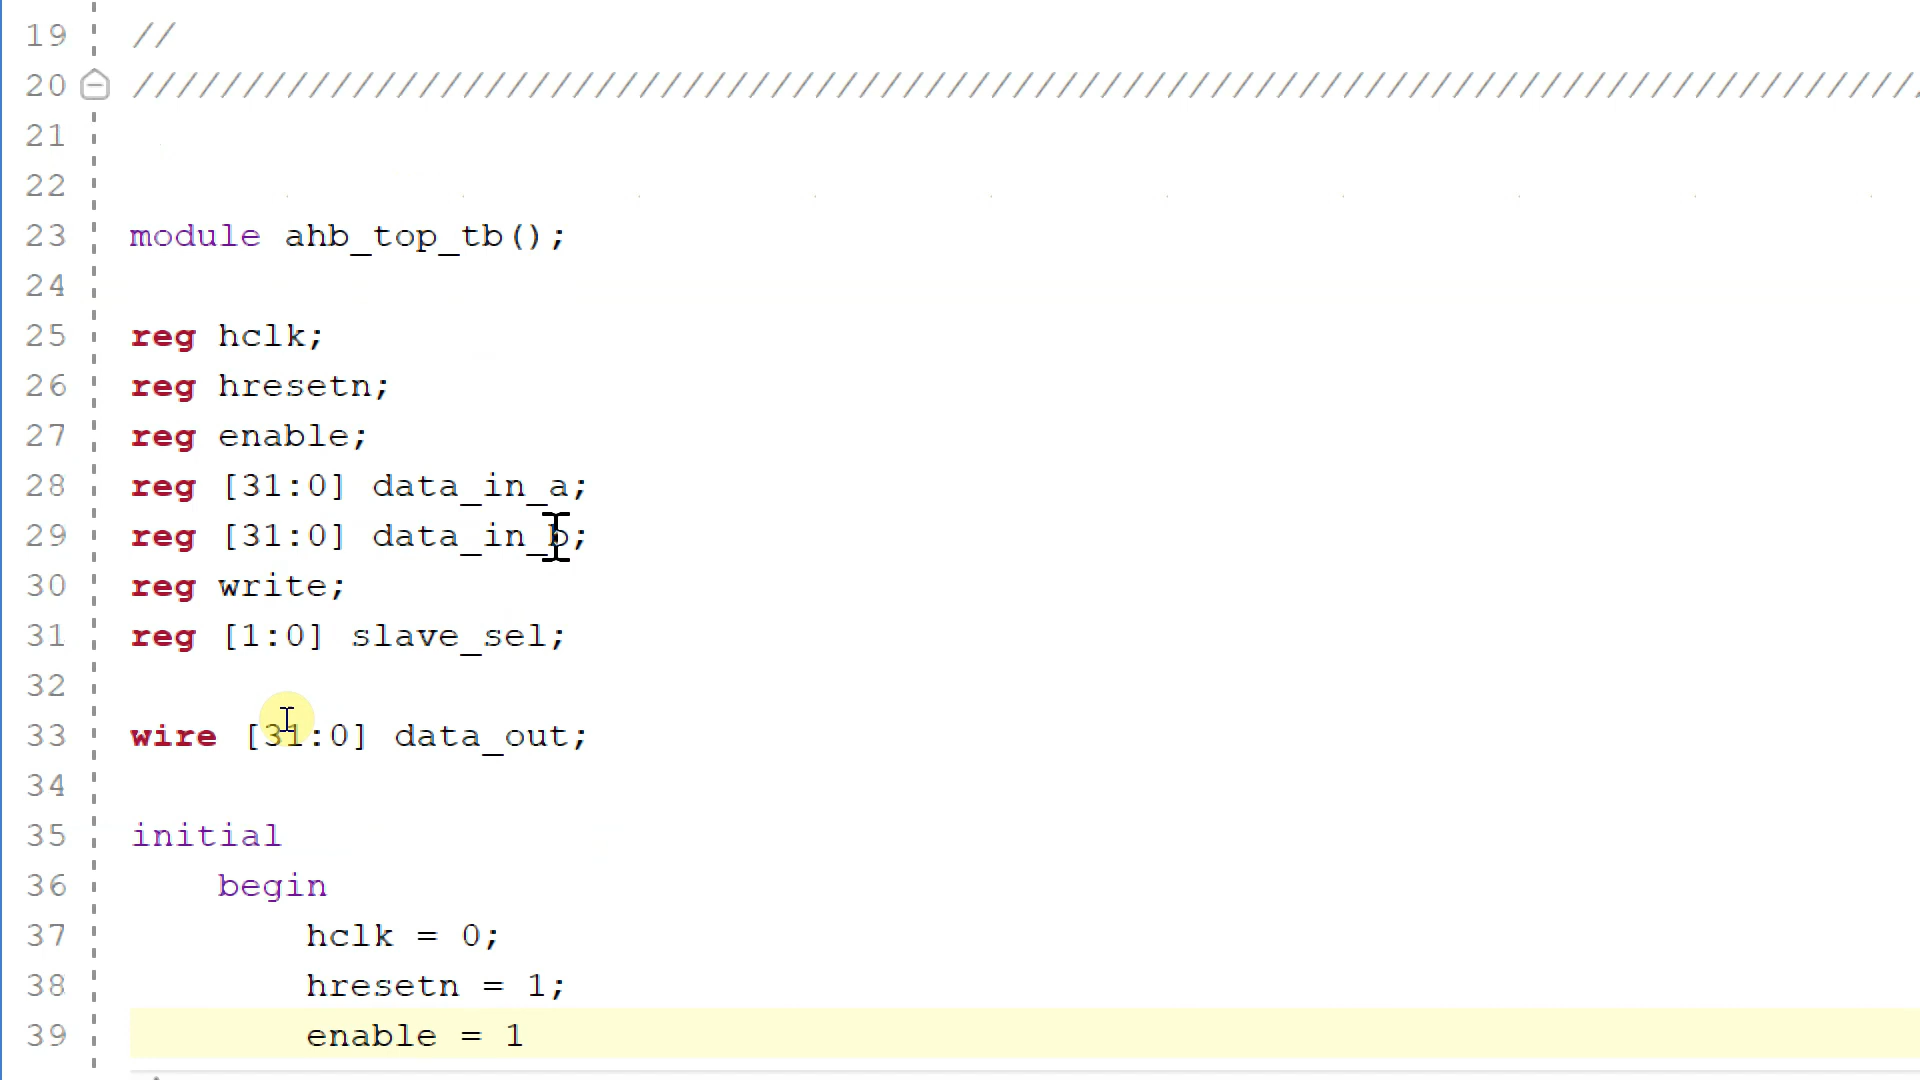 19 //
20 //////////////////////////////////////////////////////////////////////////////////
21
22
23 module ahb_top_tb();
24
25 reg hclk;
26 reg hresetn;
27 reg enable;
28 reg [31:0] data_in_a;
29 reg [31:0] data_in_b;
30 reg write;
31 reg [1:0] slave_sel;
32
33 wire [31:0] data_out;
34
35 initial
36 begin
37 hclk = 0;
38 hresetn = 1;
39 enable = 1